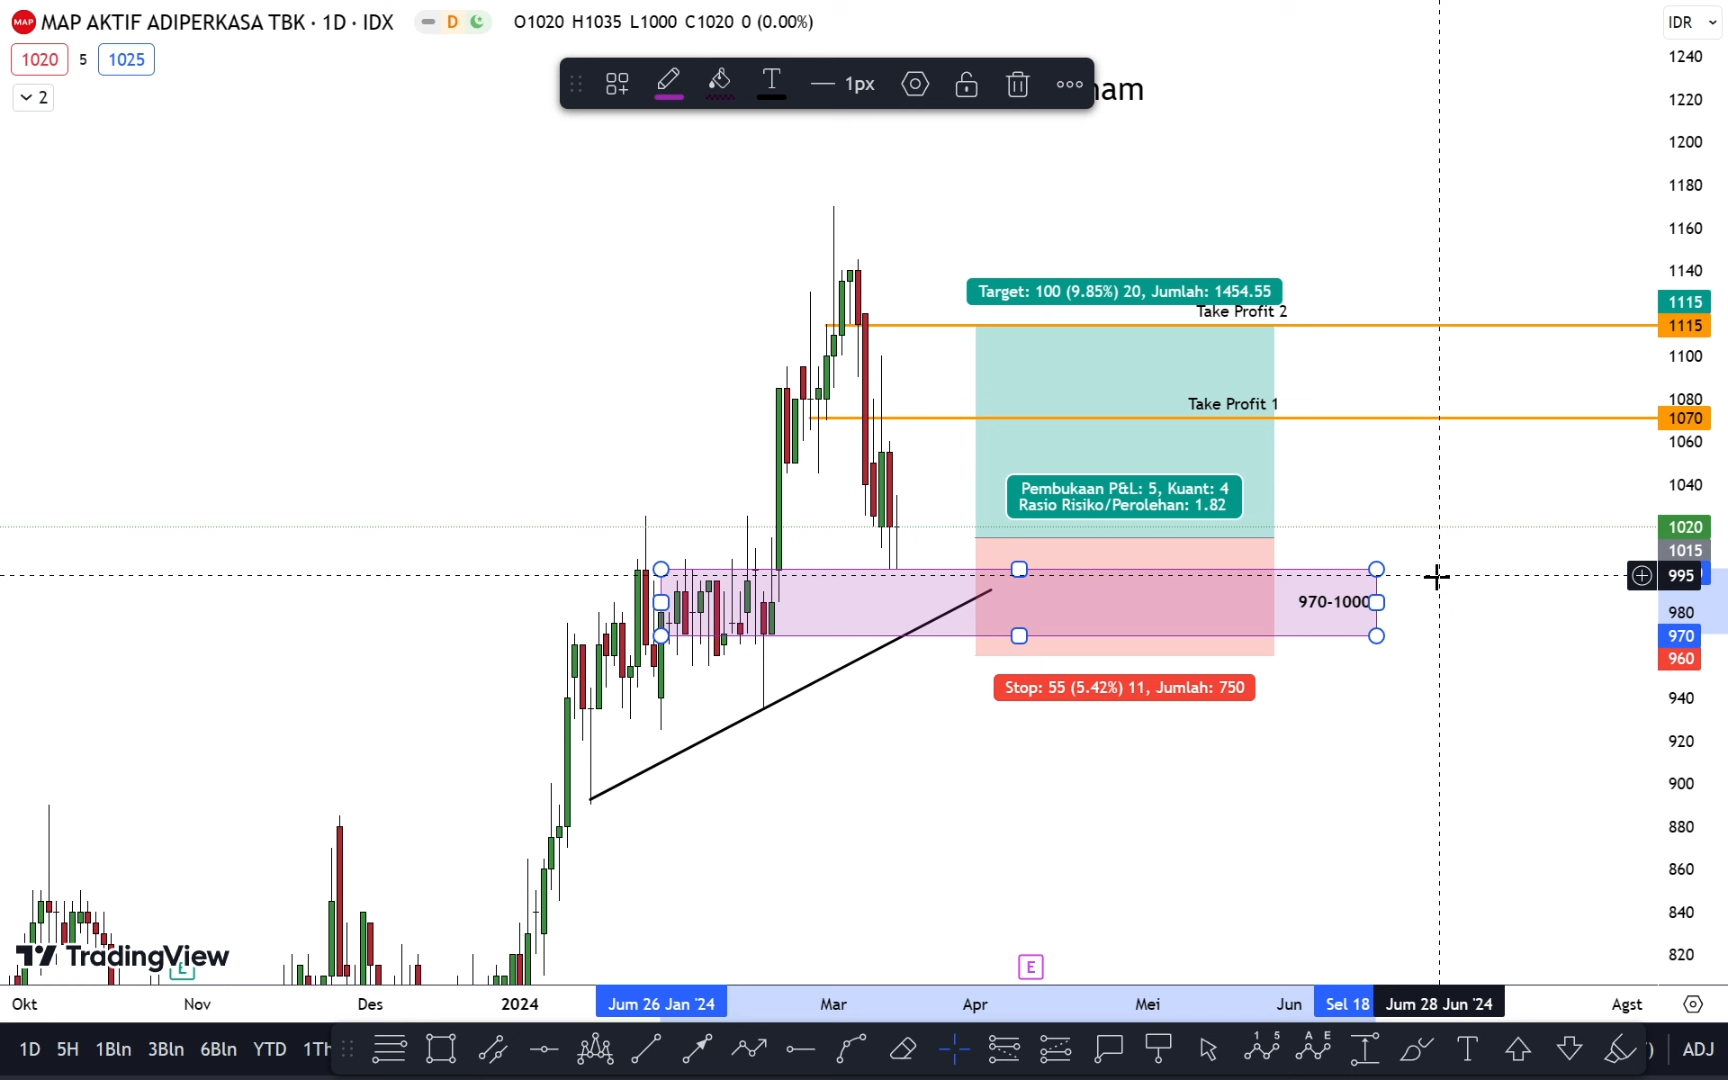 MAP
MAP AKTIF ADIPERKASA TBK · 1D · IDX
D
O1020 H1035 L1000 C1020 0 (0.00%)
IDR
1020
5
1025
2
T
1px
1240
1220
1200
1180
1160
1140
1115
1115
1100
1080
1070
1060
1040
1020
1015
995
980
970
960
940
920
900
880
860
840
820
Target: 100 (9.85%) 20, Jumlah: 1454.55
Take Profit 2
Take Profit 1
Pembukaan P&L: 5, Kuant: 4
Rasio Risiko/Perolehan: 1.82
970-1000
Stop: 55 (5.42%) 11, Jumlah: 750
TradingView
E
E
Okt
Nov
Des
2024
Jum 26 Jan '24
Mar
Apr
Mei
Jun
Sel 18
Jum 28 Jun '24
Agst
1D
5H
1Bln
3Bln
6Bln
YTD
1Th
1
5
A
E
T
ADJ